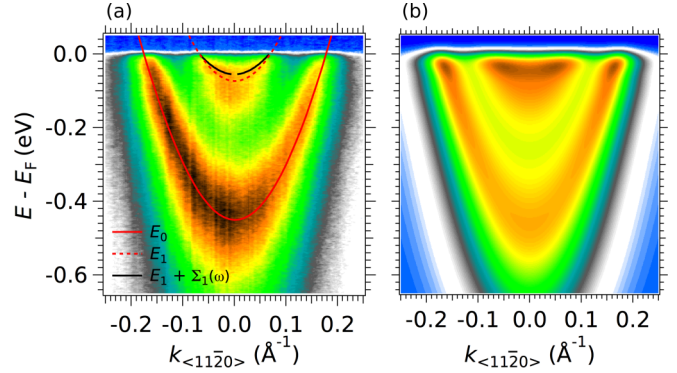 (a)
(b)
E - E_F (eV)
0.0
-0.2
-0.4
-0.6
E₀
E₁
E₁ + Σ₁(ω)
-0.2 -0.1 0.0 0.1 0.2
-0.2 -0.1 0.0 0.1 0.2
k<112̅0> (Å⁻¹)
k<112̅0> (Å⁻¹)